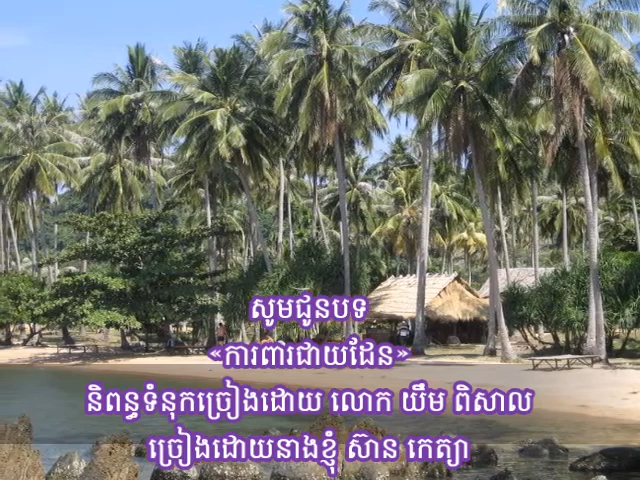 សូមជូនបទ
«ការពារជាយដែន»
និពន្ធទំនុកច្រៀងដោយ លោក យឹម ពិសាល
ច្រៀងដោយនាងខ្ញុំ ស៊ាន កេត្យា